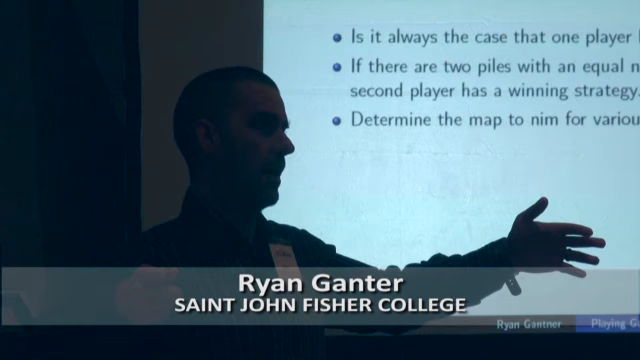 Is it always the case that one player
If there are two piles with an equal n
second player has a winning strategy.
Determine the map to nim for variou
Ryan Ganter
SAINT JOHN FISHER COLLEGE
Ryan Gantner
Playing G